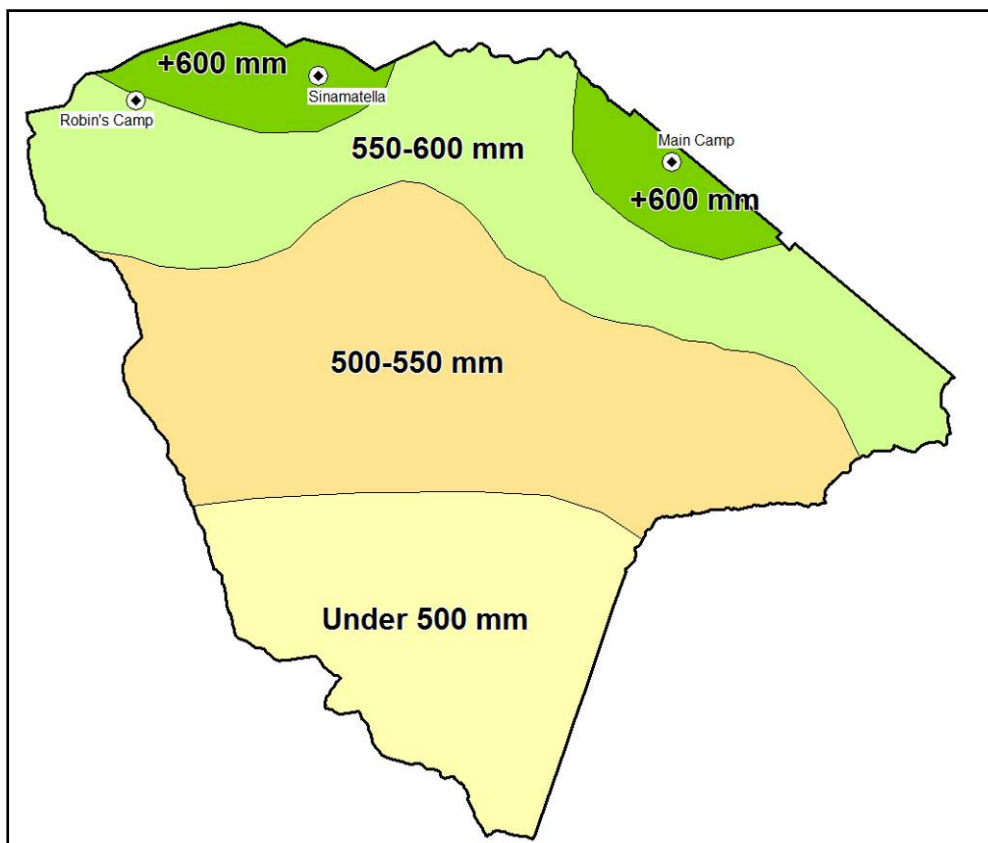 +600 mm
Sinamatella
Robin's Camp
550-600 mm
Main Camp
+600 mm
500-550 mm
Under 500 mm